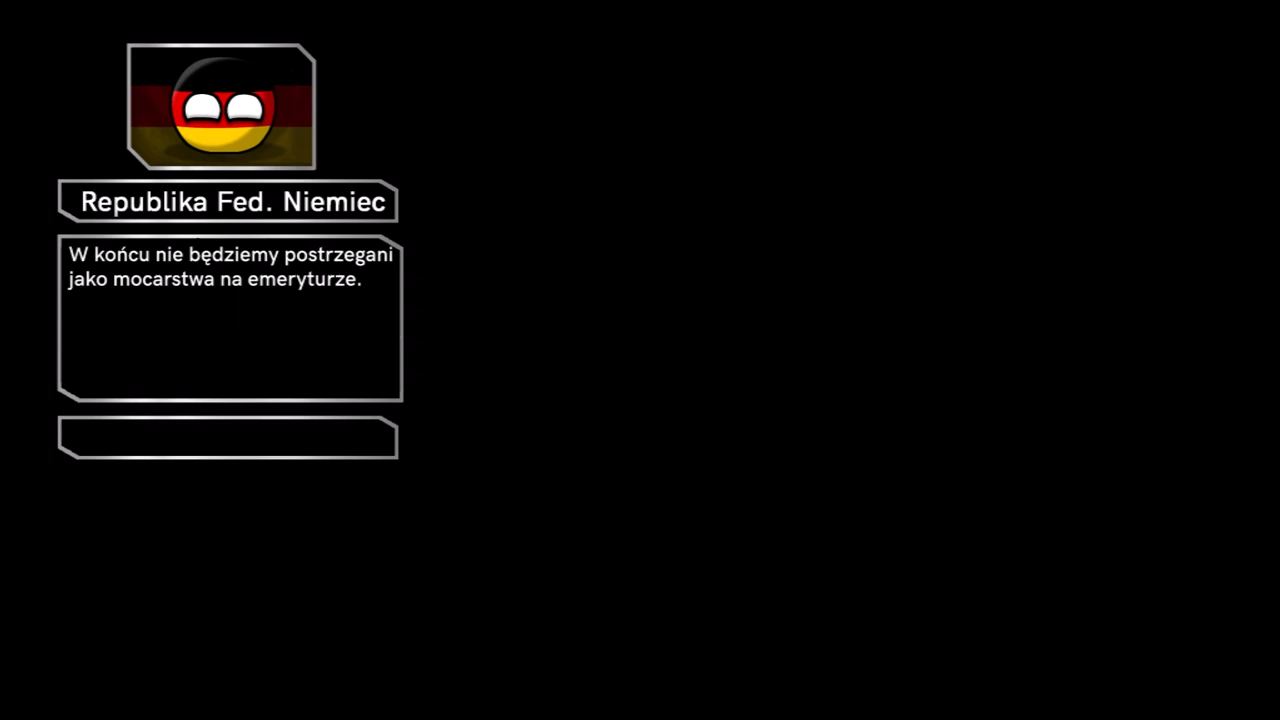 Republika Fed. Niemiec
W końcu nie będziemy postrzegani
jako mocarstwa na emeryturze.